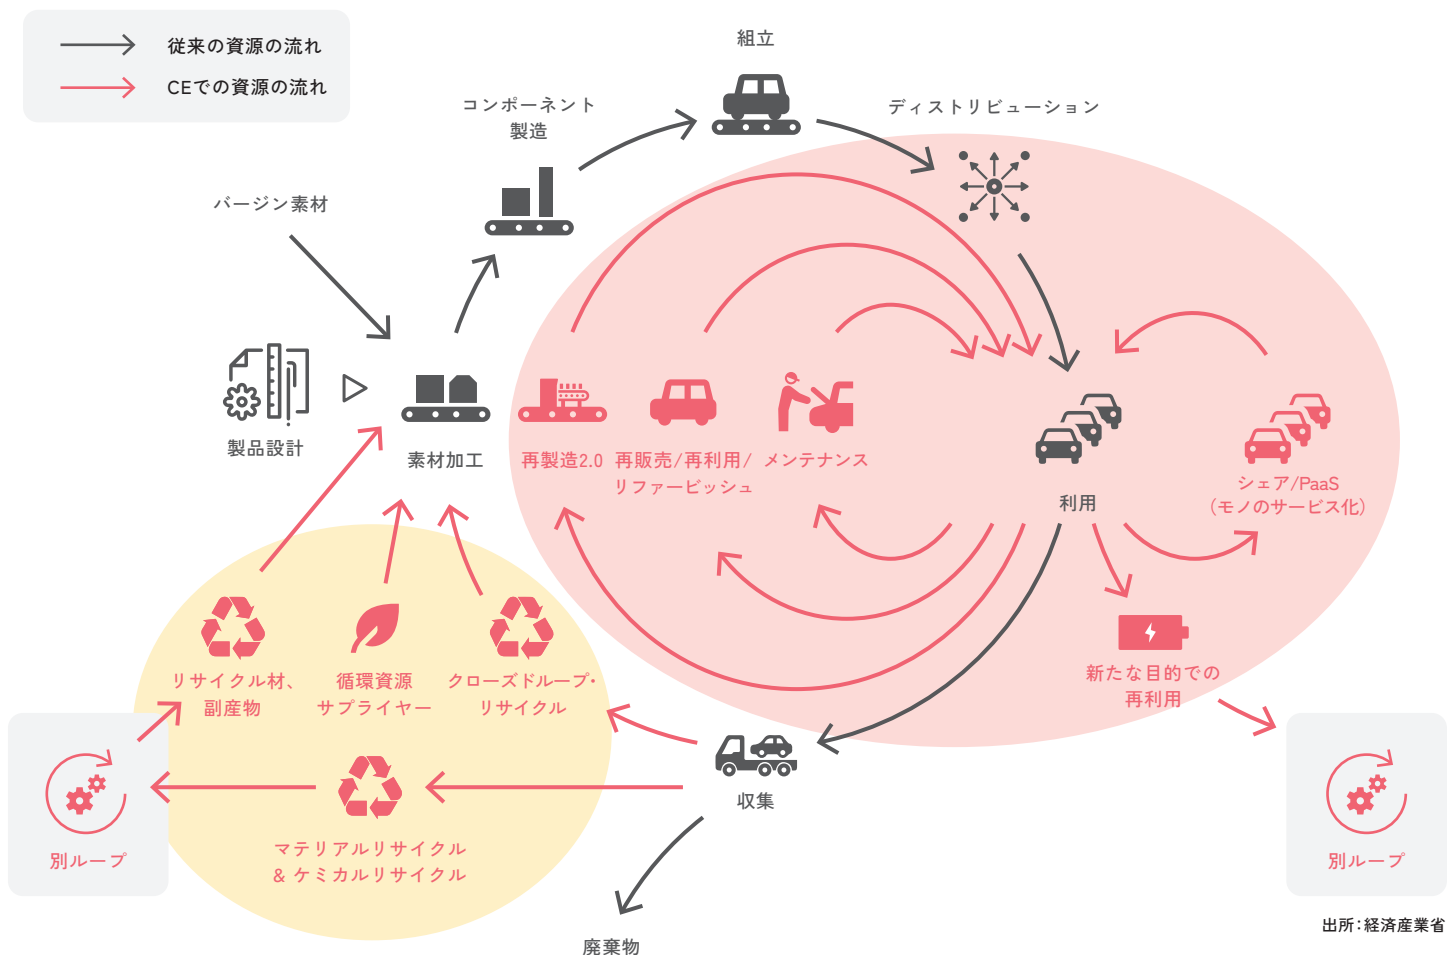 従来の資源の流れ
CEでの資源の流れ
組立
コンポーネント
製造
ディストリビューション
バージン素材
製品設計
素材加工
再製造2.0
再販売/再利用/
リファービッシュ
メンテナンス
利用
シェア/PaaS
(モノのサービス化)
リサイクル材、
副産物
循環資源
サプライヤー
クローズドループ・
リサイクル
新たな目的での
再利用
収集
マテリアルリサイクル
& ケミカルリサイクル
別ループ
別ループ
廃棄物
出所：経済産業省